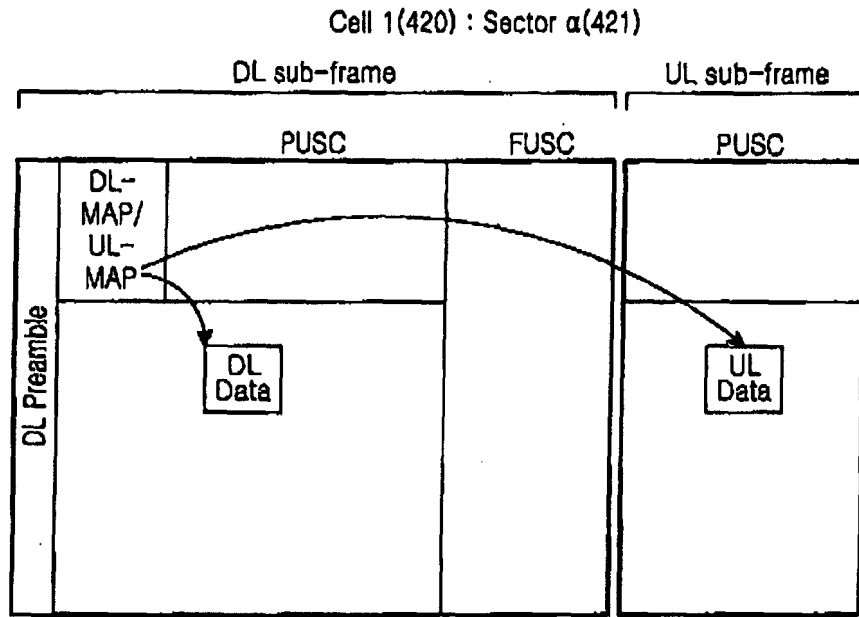 Cell 1(420) : Sector α(421)
DL sub-frame
UL sub-frame
PUSC
FUSC
PUSC
DL-
MAP/
UL-
MAP
DL Preamble
DL
Data
UL
Data